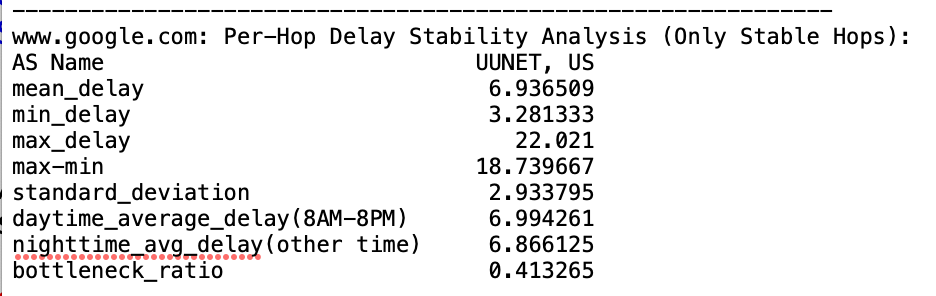 ---------------------------------------------------------------
www.google.com: Per-Hop Delay Stability Analysis (Only Stable Hops):
AS Name                            UUNET, US
mean_delay                          6.936509
min_delay                           3.281333
max_delay                             22.021
max-min                            18.739667
standard_deviation                  2.933795
daytime_average_delay(8AM-8PM)      6.994261
nighttime_avg_delay(other time)     6.866125
bottleneck_ratio                    0.413265